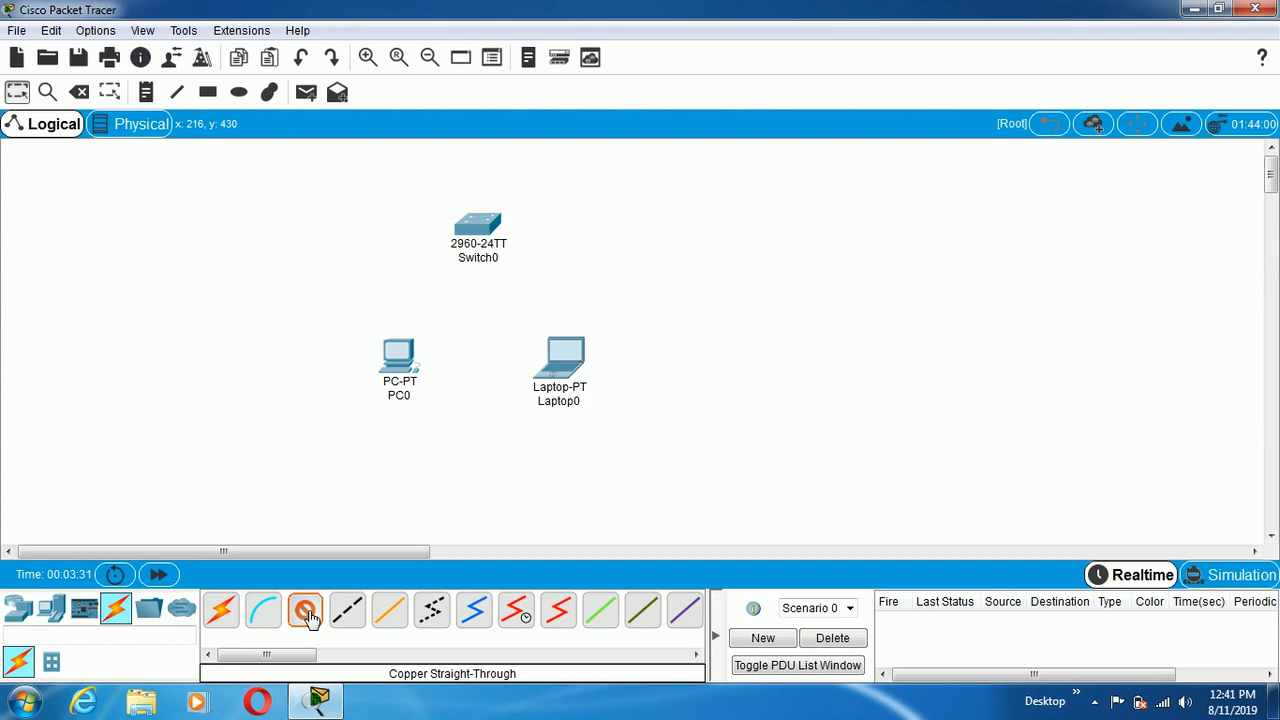 Cisco Packet Tracer
File Edit Options View Tools Extensions Help
Logical Physical x: 216, y: 430 [Root] 01:44:00
2960-24TT
Switch0
PC-PT
PC0
Laptop-PT
Laptop0
Time: 00:03:31 Realtime Simulation
Scenario 0
Fire Last Status Source Destination Type Color Time(sec) Periodic
New Delete
Toggle PDU List Window
Copper Straight-Through
Desktop
12:41 PM
8/11/2019